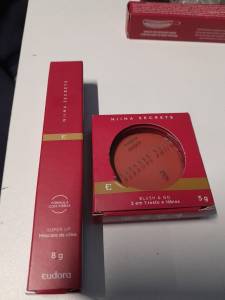 NIINA SECRETS
E
FÓRMULA
COM FIBRAS
SUPER UP
Máscara de cílios
8 g
eudora
NIINA SECRETS
E
BLUSH & GO
2 em 1 rosto e lábios
5 g